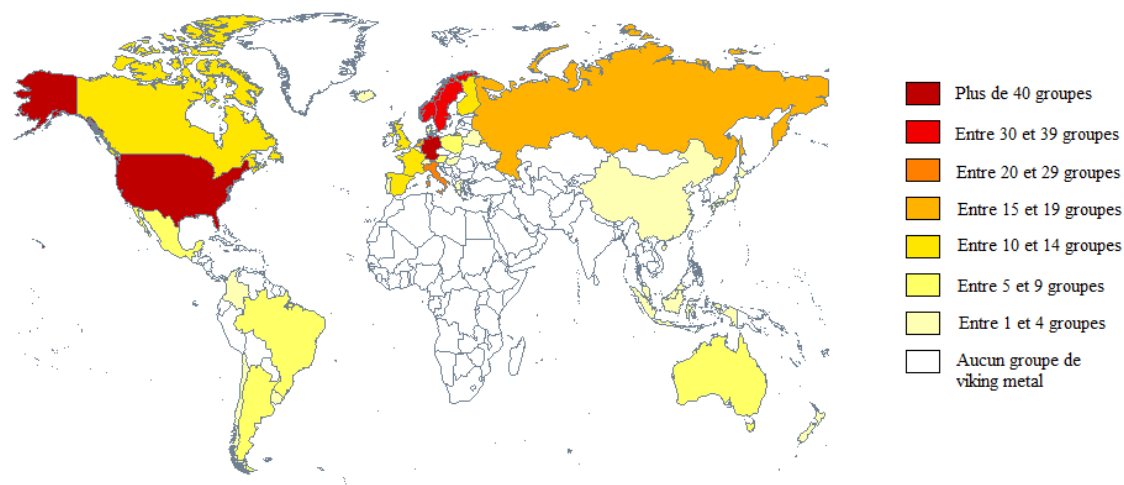 Plus de 40 groupes
Entre 30 et 39 groupes
Entre 20 et 29 groupes
Entre 15 et 19 groupes
Entre 10 et 14 groupes
Entre 5 et 9 groupes
Entre 1 et 4 groupes
Aucun groupe de
viking metal